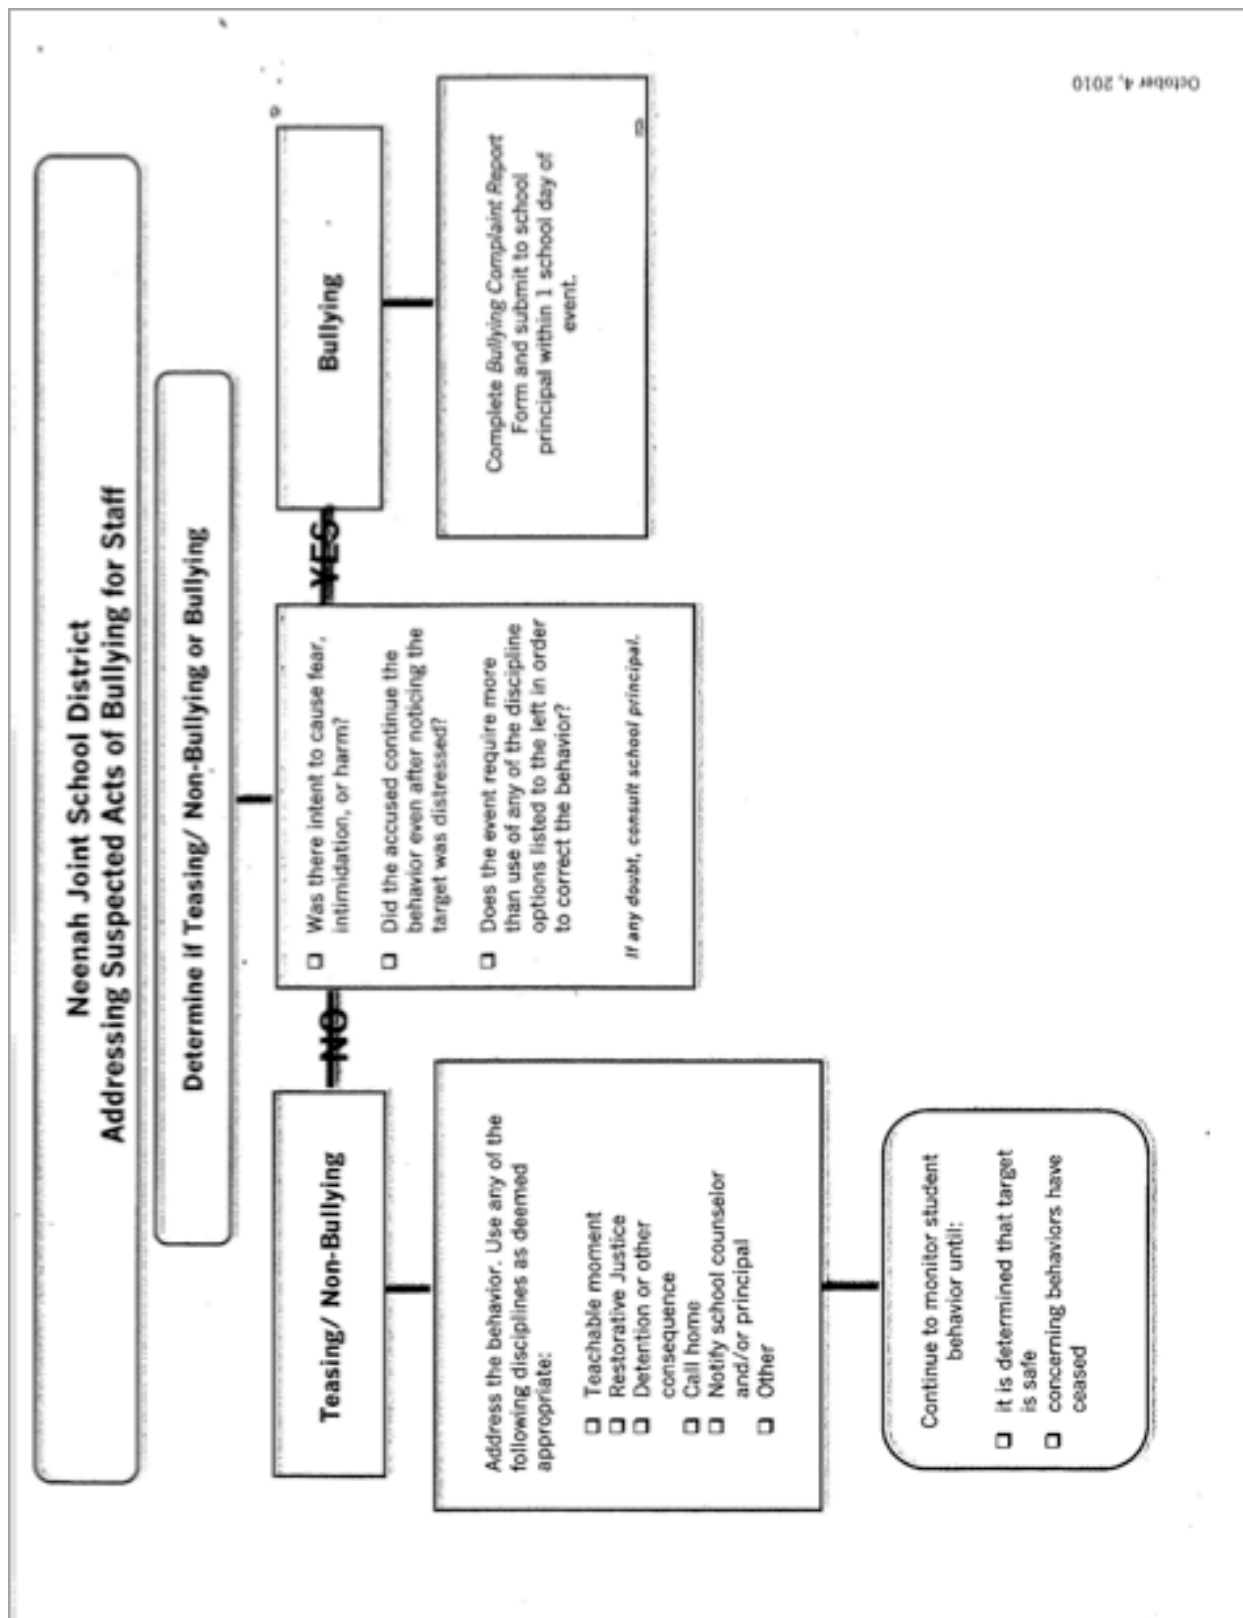 Neenah Joint School District
Addressing Suspected Acts of Bullying for Staff
Determine if Teasing/ Non-Bullying or Bullying
Teasing/ Non-Bullying
NO
☐ Was there intent to cause fear,
intimidation, or harm?
☐ Did the accused continue the
behavior even after noticing the
target was distressed?
☐ Does the event require more
than use of any of the discipline
options listed to the left in order
to correct the behavior?
If any doubt, consult school principal.
YES
Bullying
Address the behavior. Use any of the
following disciplines as deemed
appropriate:
☐ Teachable moment
☐ Restorative Justice
☐ Detention or other
consequence
☐ Call home
☐ Notify school counselor
and/or principal
☐ Other
Complete Bullying Complaint Report
Form and submit to school
principal within 1 school day of
event.
Continue to monitor student
behavior until:
☐ it is determined that target
is safe
☐ concerning behaviors have
ceased
October 4, 2010